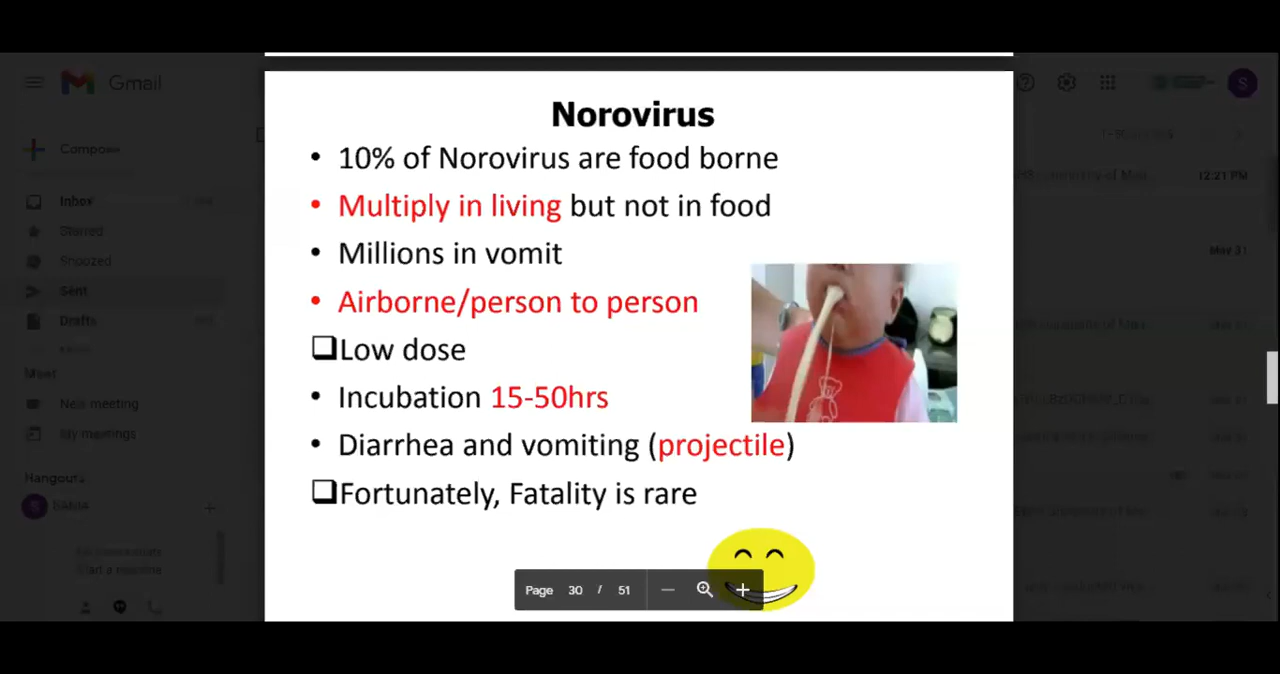 Norovirus
• 10% of Norovirus are food borne
• Multiply in living but not in food
• Millions in vomit
• Airborne/person to person
❑Low dose
• Incubation 15-50hrs
• Diarrhea and vomiting (projectile)
❑Fortunately, Fatality is rare
Page 30 / 51
Gmail
Compose
Inbox
Starred
Snoozed
Sent
Drafts
Meet
New meeting
My meetings
Hangouts
S
S
12:21 PM
May 31